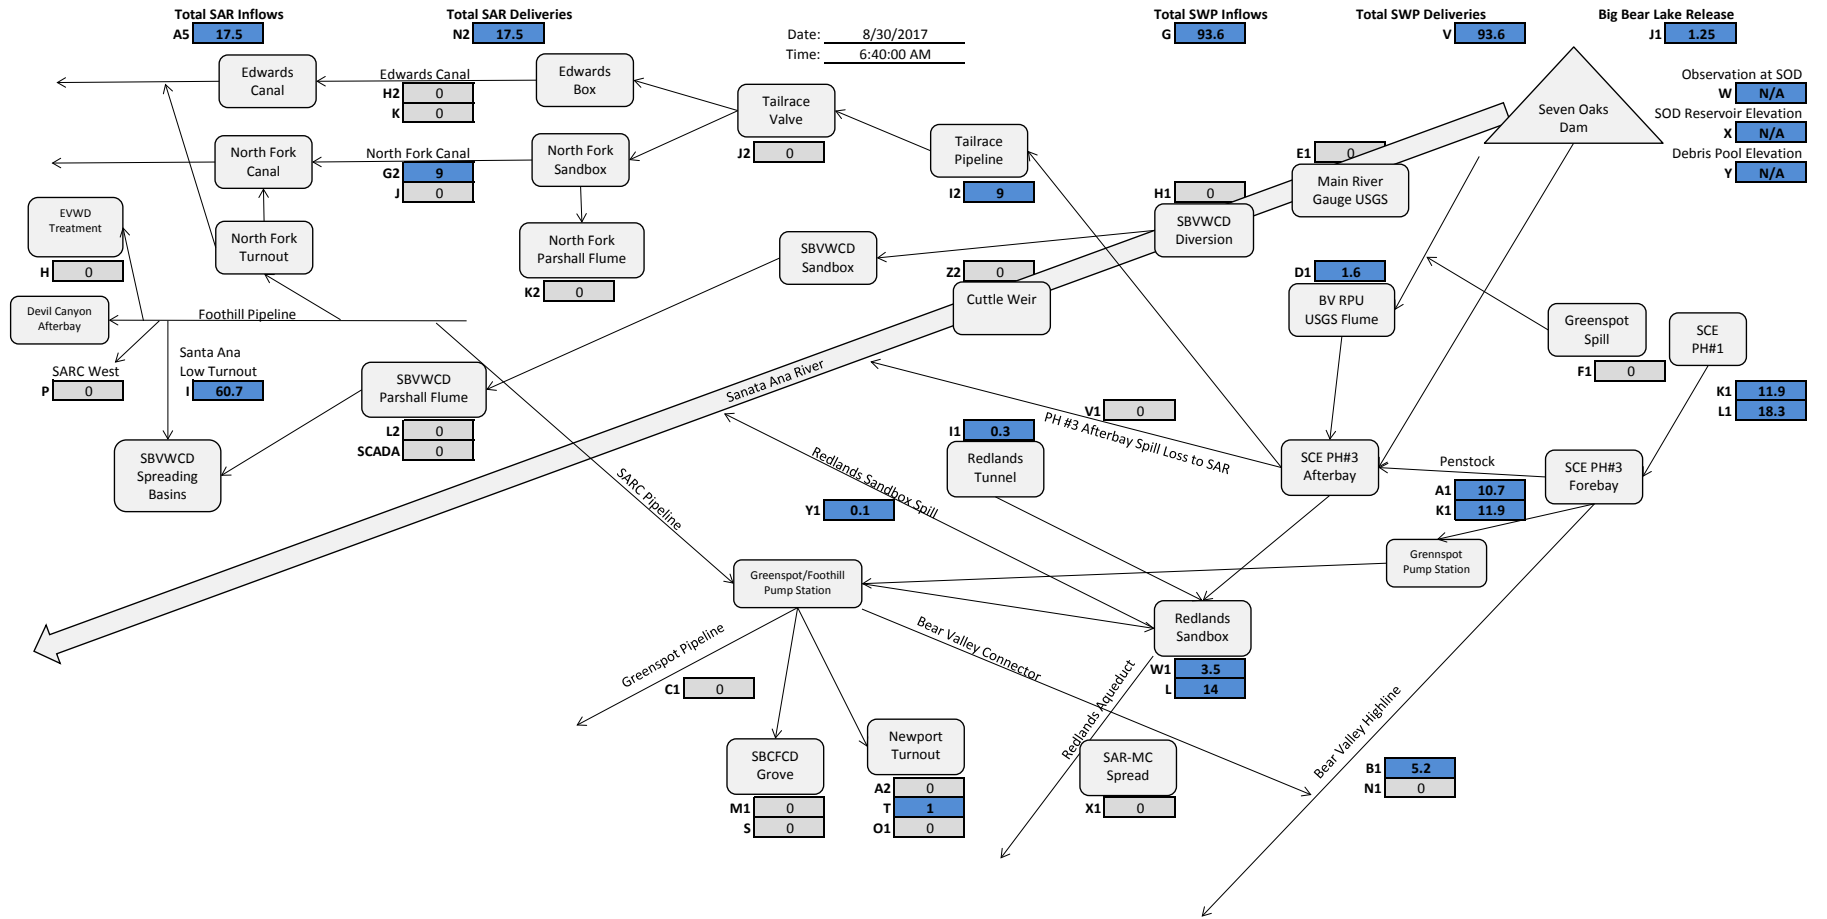 Total SAR Inflows
A5 17.5
Total SAR Deliveries
N2 17.5
Date: 8/30/2017
Time: 6:40:00 AM
Total SWP Inflows
G 93.6
Total SWP Deliveries
V 93.6
Big Bear Lake Release
J1 1.25
Observation at SOD
W N/A
SOD Reservoir Elevation
X N/A
Debris Pool Elevation
Y N/A
Seven Oaks
Dam
Edwards
Canal
Edwards Canal
H2 0
K 0
Edwards
Box
Tailrace
Valve
J2 0
Tailrace
Pipeline
I2 9
North Fork
Canal
North Fork Canal
G2 9
J 0
North Fork
Sandbox
E1 0
Main River
Gauge USGS
H1 0
SBVWCD
Diversion
EVWD
Treatment
H 0
North Fork
Turnout
North Fork
Parshall Flume
K2 0
SBVWCD
Sandbox
Z2 0
Cuttle Weir
D1 1.6
BV RPU
USGS Flume
Greenspot
Spill
F1 0
SCE
PH#1
K1 11.9
L1 18.3
Devil Canyon
Afterbay
Foothill Pipeline
SARC West
P 0
Santa Ana
Low Turnout
I 60.7
SBVWCD
Parshall Flume
L2 0
SCADA 0
Sanata Ana River
V1 0
PH #3 Afterbay Spill Loss to SAR
I1 0.3
Redlands
Tunnel
Redlands Sandbox Spill
Y1 0.1
SBVWCD
Spreading
Basins
SARC Pipeline
SCE PH#3
Afterbay
Penstock
A1 10.7
K1 11.9
SCE PH#3
Forebay
Grennspot
Pump Station
Greenspot/Foothill
Pump Station
Redlands
Sandbox
W1 3.5
L 14
Greenspot Pipeline
C1 0
Bear Valley Connector
Redlands Aqueduct
Bear Valley Highline
SBCFCD
Grove
M1 0
S 0
Newport
Turnout
A2 0
T 1
O1 0
SAR-MC
Spread
X1 0
B1 5.2
N1 0